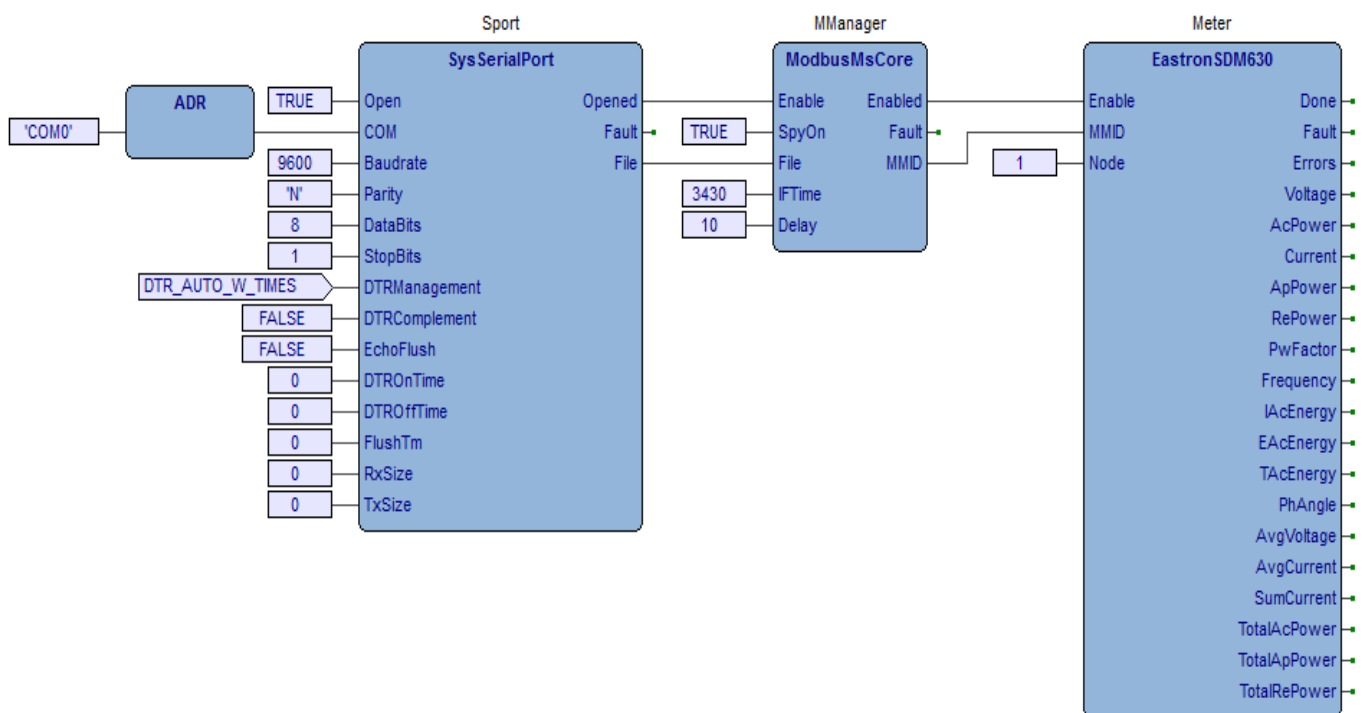 Sport MManager Meter
SysSerialPort ModbusMsCore EastronSDM630
ADR TRUE Open Opened Enable Enabled Enable Done
'COM0' COM Fault TRUE SpyOn Fault MMID Fault
9600 Baudrate File File MMID 1 Node Errors
'N' Parity 3430 IFTime Voltage
8 DataBits 10 Delay AcPower
1 StopBits Current
DTR_AUTO_W_TIMES DTRManagement ApPower
FALSE DTRComplement RePower
FALSE EchoFlush PwFactor
0 DTROnTime Frequency
0 DTROffTime IAcEnergy
0 FlushTm EAcEnergy
0 RxSize TAcEnergy
0 TxSize PhAngle
AvgVoltage
AvgCurrent
SumCurrent
TotalAcPower
TotalApPower
TotalRePower